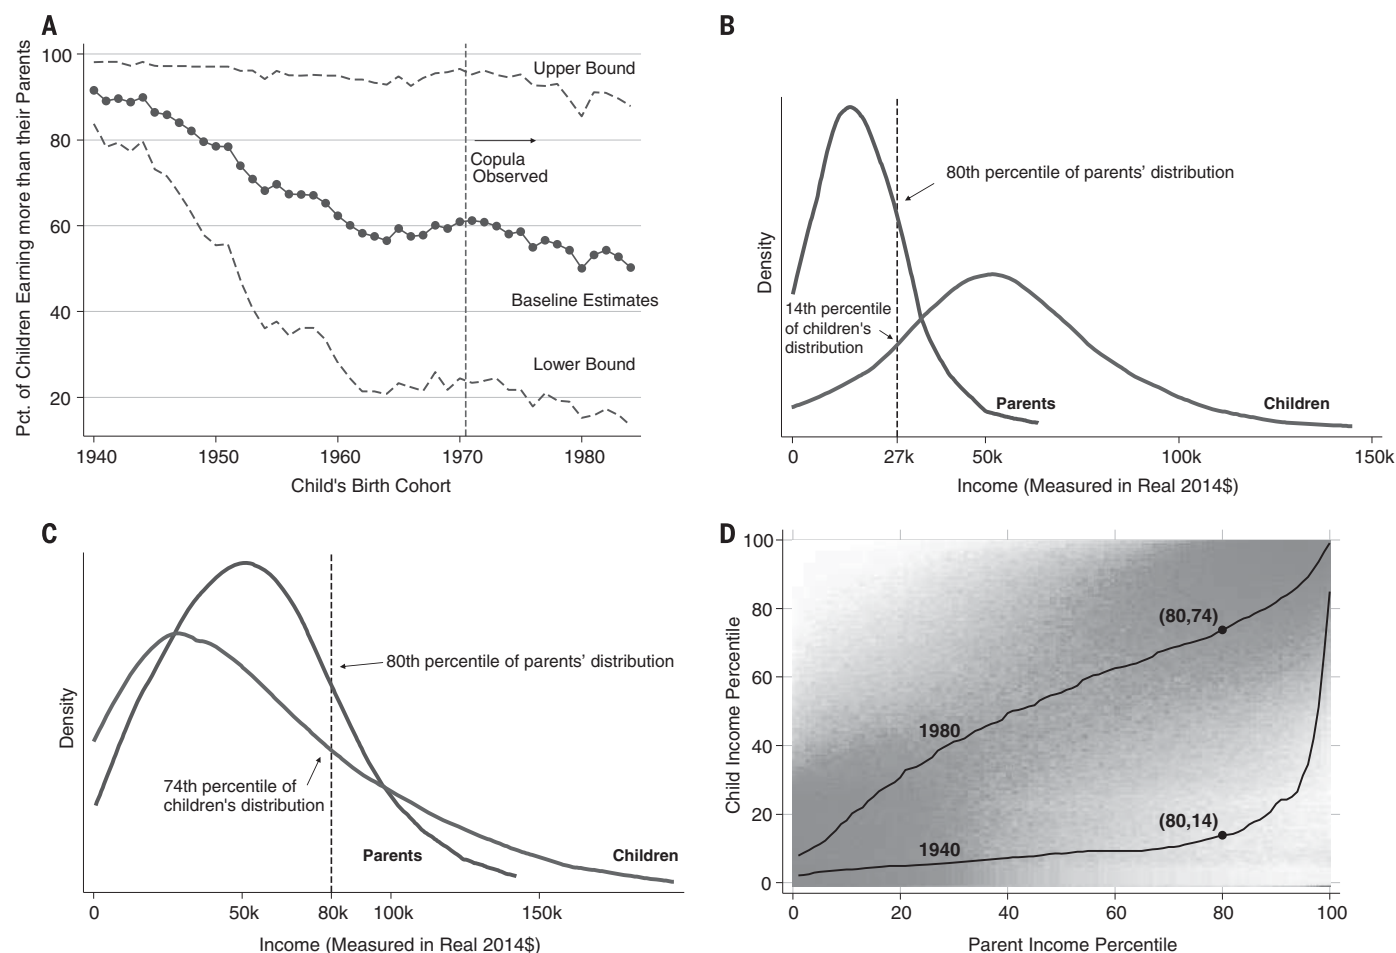 A
Pct. of Children Earning more than their Parents
100
80
60
40
20
Upper Bound
Copula
Observed
Baseline Estimates
Lower Bound
1940
1950
1960
1970
1980
Child's Birth Cohort
B
Density
80th percentile of parents’ distribution
14th percentile
of children's
distribution
Parents
Children
0
27k
50k
100k
150k
Income (Measured in Real 2014$)
C
Density
80th percentile of parents’ distribution
74th percentile of
children's distribution
Parents
Children
0
50k
80k
100k
150k
Income (Measured in Real 2014$)
D
Child Income Percentile
100
80
60
40
20
0
(80,74)
1980
(80,14)
1940
0
20
40
60
80
100
Parent Income Percentile